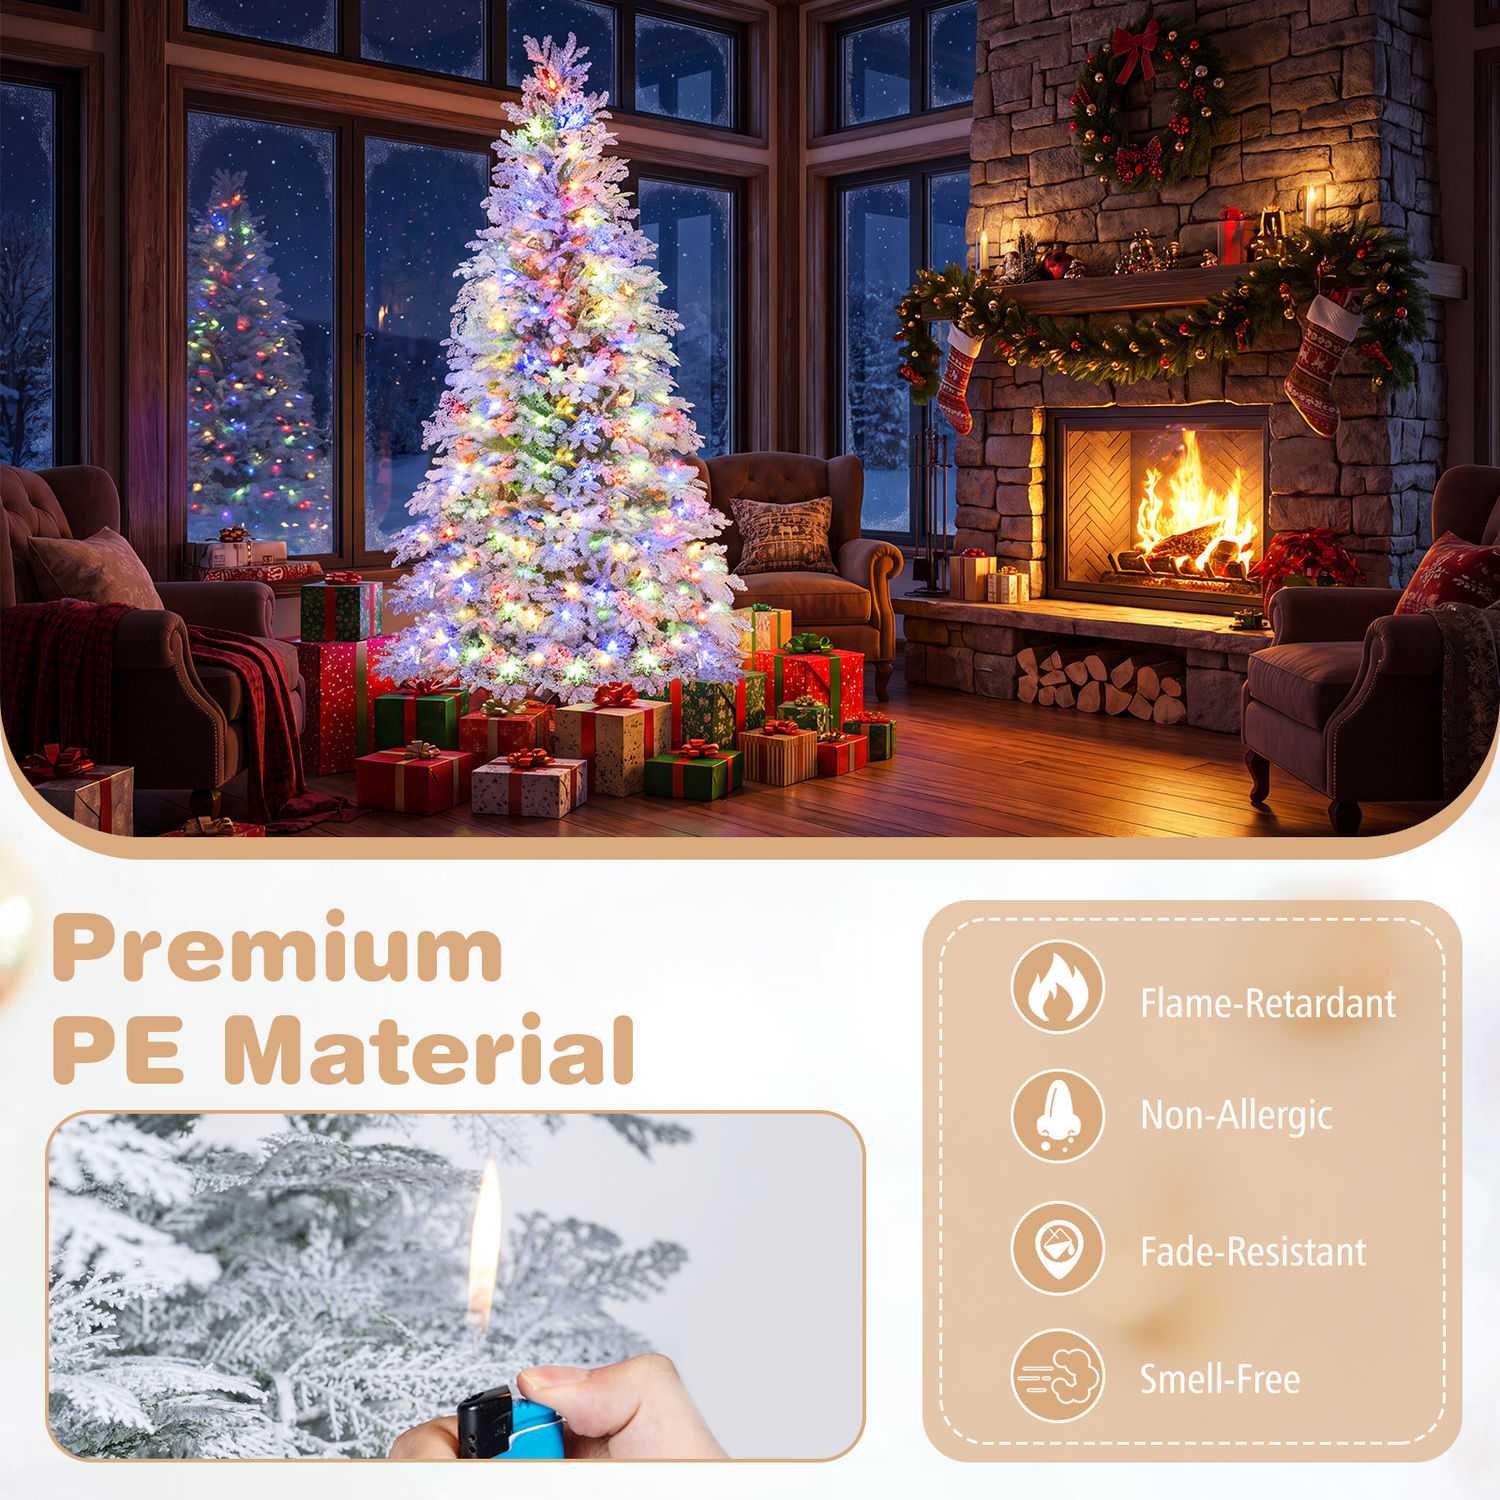 Premium
PE Material
Flame-Retardant
Non-Allergic
Fade-Resistant
Smell-Free